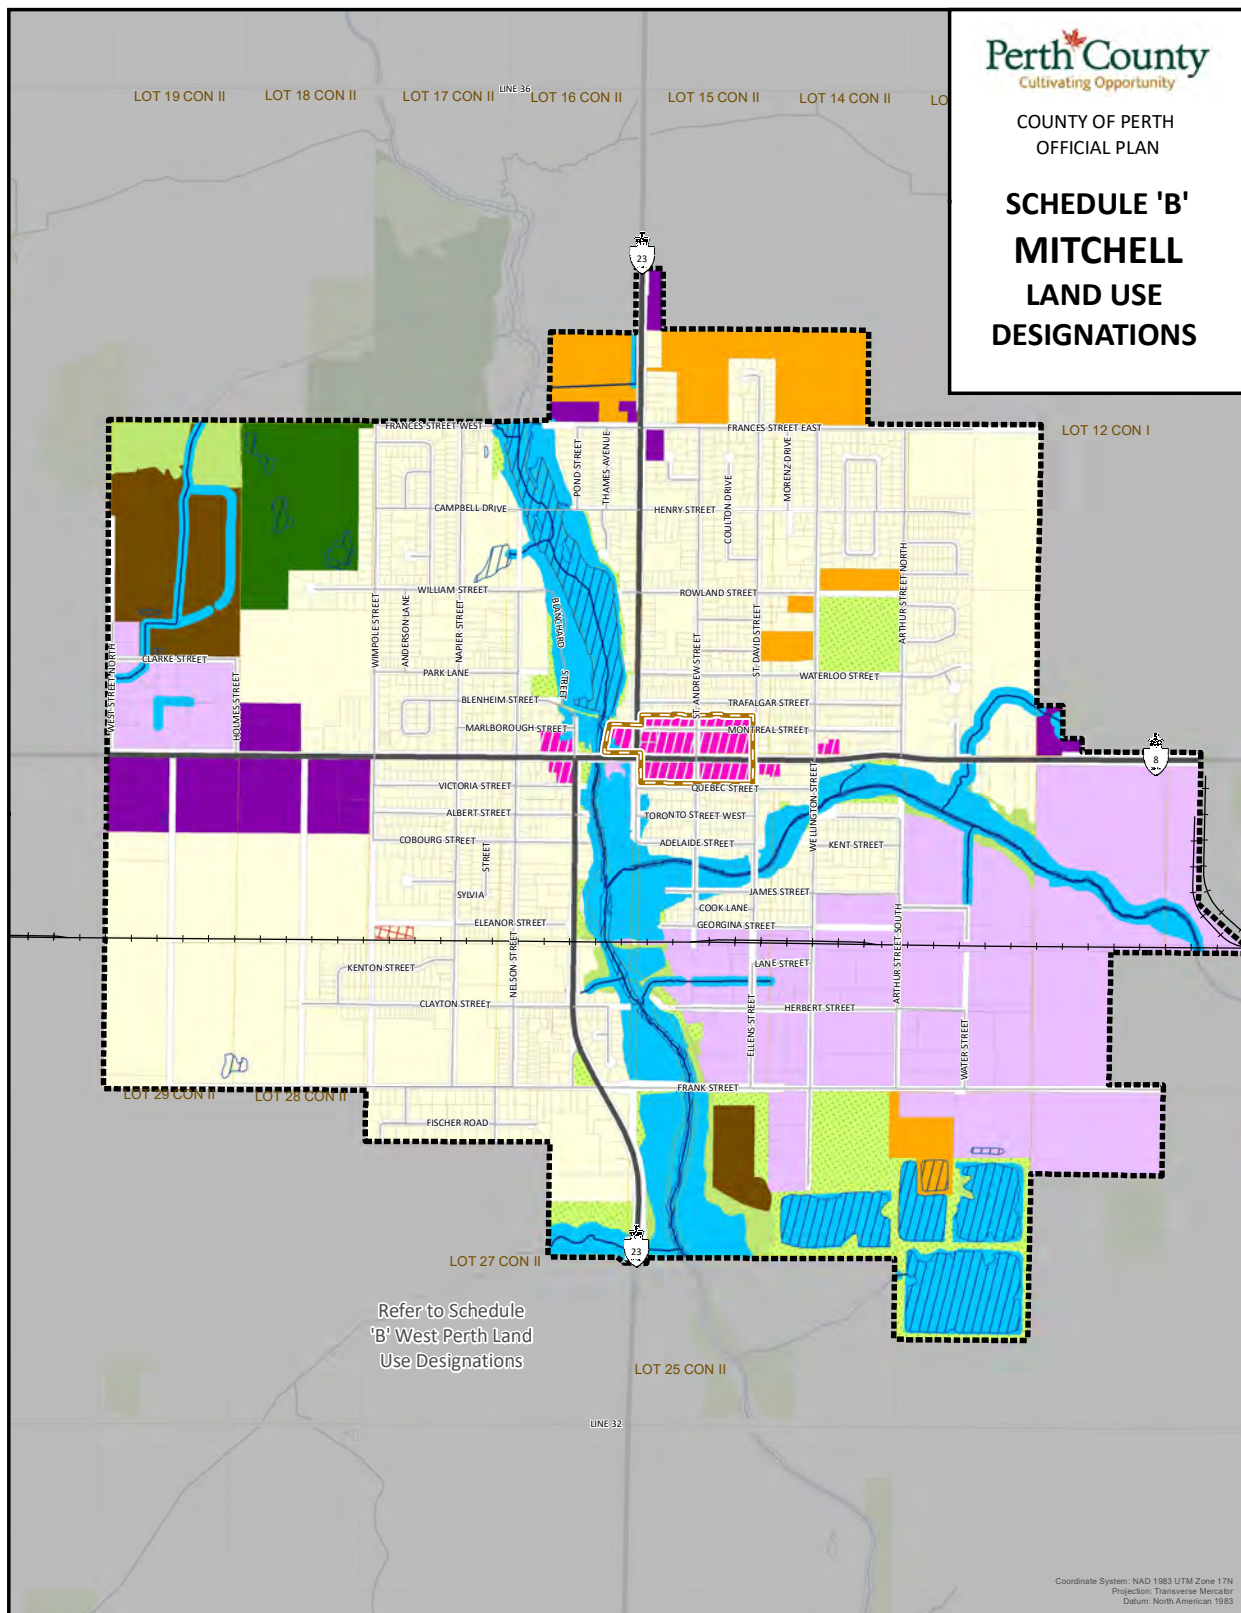 Perth County
Cultivating Opportunity
COUNTY OF PERTH
OFFICIAL PLAN
SCHEDULE 'B'
MITCHELL
LAND USE
DESIGNATIONS
LOT 19 CON II
LOT 18 CON II
LOT 17 CON II
LINE 36
LOT 16 CON II
LOT 15 CON II
LOT 14 CON II
LO
23
LOT 12 CON I
FRANCES STREET WEST
FRANCES STREET EAST
POND STREET
THAMES AVENUE
COULTON DRIVE
MORENZ DRIVE
CAMPBELL DRIVE
HENRY STREET
ARTHUR STREET NORTH
WILLIAM STREET
ROWLAND STREET
WIMPOLE STREET
ANDERSON LANE
NAPIER STREET
BLANCHARD
STREET
ST. ANDREW STREET
ST. DAVID STREET
WEST STREET NORTH
CLARKE STREET
HOLMES STREET
PARK LANE
WATERLOO STREET
BLENHEIM STREET
TRAFALGAR STREET
MARLBOROUGH STREET
MONTREAL STREET
8
VICTORIA STREET
QUEBEC STREET
WELLINGTON STREET
ALBERT STREET
TORONTO STREET WEST
COBOURG STREET
STREET
ADELAIDE STREET
KENT STREET
SYLVIA
JAMES STREET
COOK LANE
ELEANOR STREET
GEORGINA STREET
ARTHUR STREET SOUTH
NELSON STREET
KENTON STREET
LANE STREET
CLAYTON STREET
HERBERT STREET
ELLENS STREET
WATER STREET
FRANK STREET
LOT 29 CON II
LOT 28 CON II
FISCHER ROAD
23
LOT 27 CON II
Refer to Schedule
'B' West Perth Land
Use Designations
LOT 25 CON II
LINE 32
Coordinate System: NAD 1983 UTM Zone 17N
Projection: Transverse Mercator
Datum: North American 1983